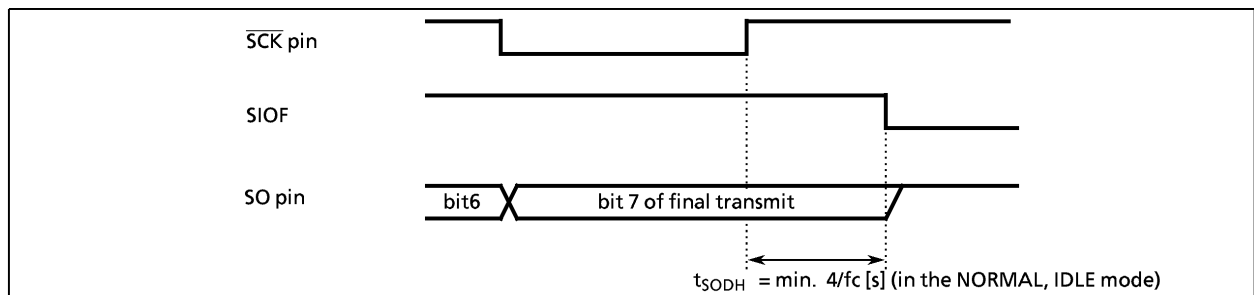 S̅C̅K̅ pin
SIOF
SO pin
bit6
bit 7 of final transmit
tSODH = min. 4/fc [s] (in the NORMAL, IDLE mode)